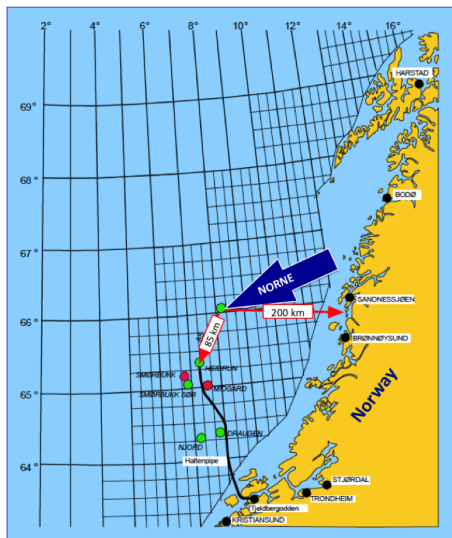 2° 4° 6° 8° 10° 12° 14° 16°
HARSTAD
69°
68°
BODØ
67°
NORNE
SANDNESSJØEN
200 km
66°
85 km
BRØNNØYSUND
HEIDRUN
SMØRBUKK
MIDGARD
65°
SMØRBUKK SØR
Norway
DRAUGEN
NJORD
Haltenpipe
64°
STJØRDAL
TRONDHEIM
Tjeldbergodden
KRISTIANSUND